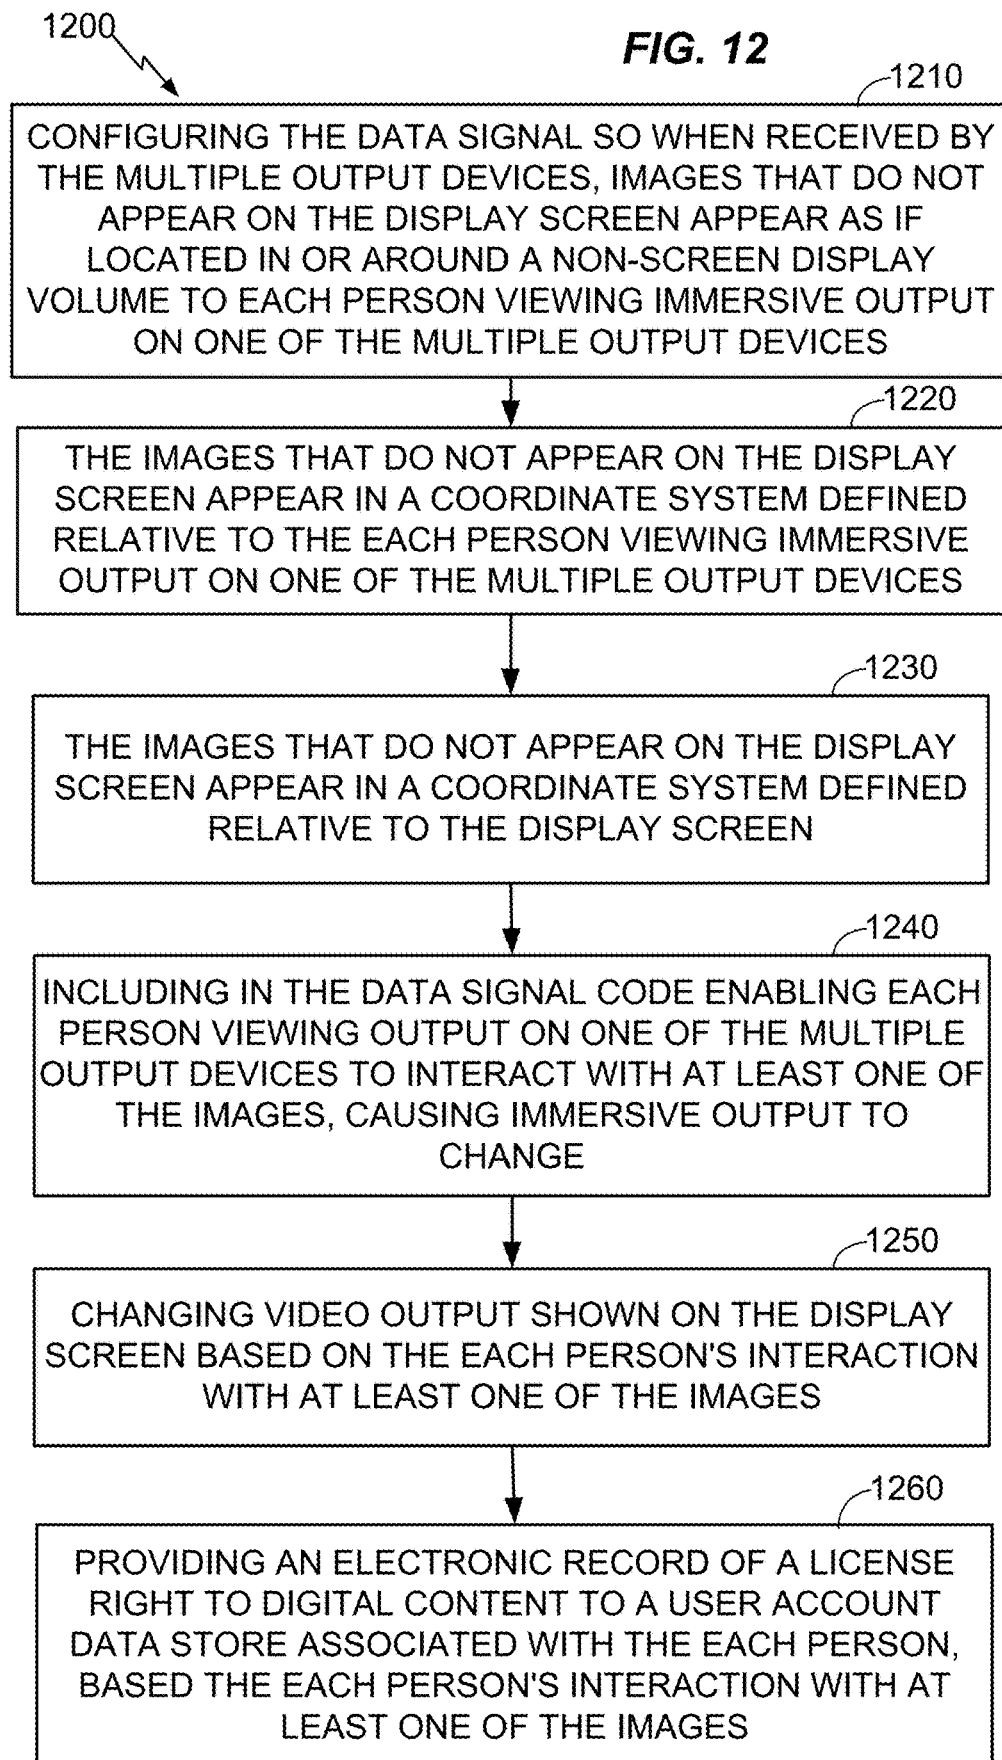 1200
FIG. 12
1210
CONFIGURING THE DATA SIGNAL SO WHEN RECEIVED BY
THE MULTIPLE OUTPUT DEVICES, IMAGES THAT DO NOT
APPEAR ON THE DISPLAY SCREEN APPEAR AS IF
LOCATED IN OR AROUND A NON-SCREEN DISPLAY
VOLUME TO EACH PERSON VIEWING IMMERSIVE OUTPUT
ON ONE OF THE MULTIPLE OUTPUT DEVICES
1220
THE IMAGES THAT DO NOT APPEAR ON THE DISPLAY
SCREEN APPEAR IN A COORDINATE SYSTEM DEFINED
RELATIVE TO THE EACH PERSON VIEWING IMMERSIVE
OUTPUT ON ONE OF THE MULTIPLE OUTPUT DEVICES
1230
THE IMAGES THAT DO NOT APPEAR ON THE DISPLAY
SCREEN APPEAR IN A COORDINATE SYSTEM DEFINED
RELATIVE TO THE DISPLAY SCREEN
1240
INCLUDING IN THE DATA SIGNAL CODE ENABLING EACH
PERSON VIEWING OUTPUT ON ONE OF THE MULTIPLE
OUTPUT DEVICES TO INTERACT WITH AT LEAST ONE OF
THE IMAGES, CAUSING IMMERSIVE OUTPUT TO
CHANGE
1250
CHANGING VIDEO OUTPUT SHOWN ON THE DISPLAY
SCREEN BASED ON THE EACH PERSON'S INTERACTION
WITH AT LEAST ONE OF THE IMAGES
1260
PROVIDING AN ELECTRONIC RECORD OF A LICENSE
RIGHT TO DIGITAL CONTENT TO A USER ACCOUNT
DATA STORE ASSOCIATED WITH THE EACH PERSON,
BASED THE EACH PERSON'S INTERACTION WITH AT
LEAST ONE OF THE IMAGES